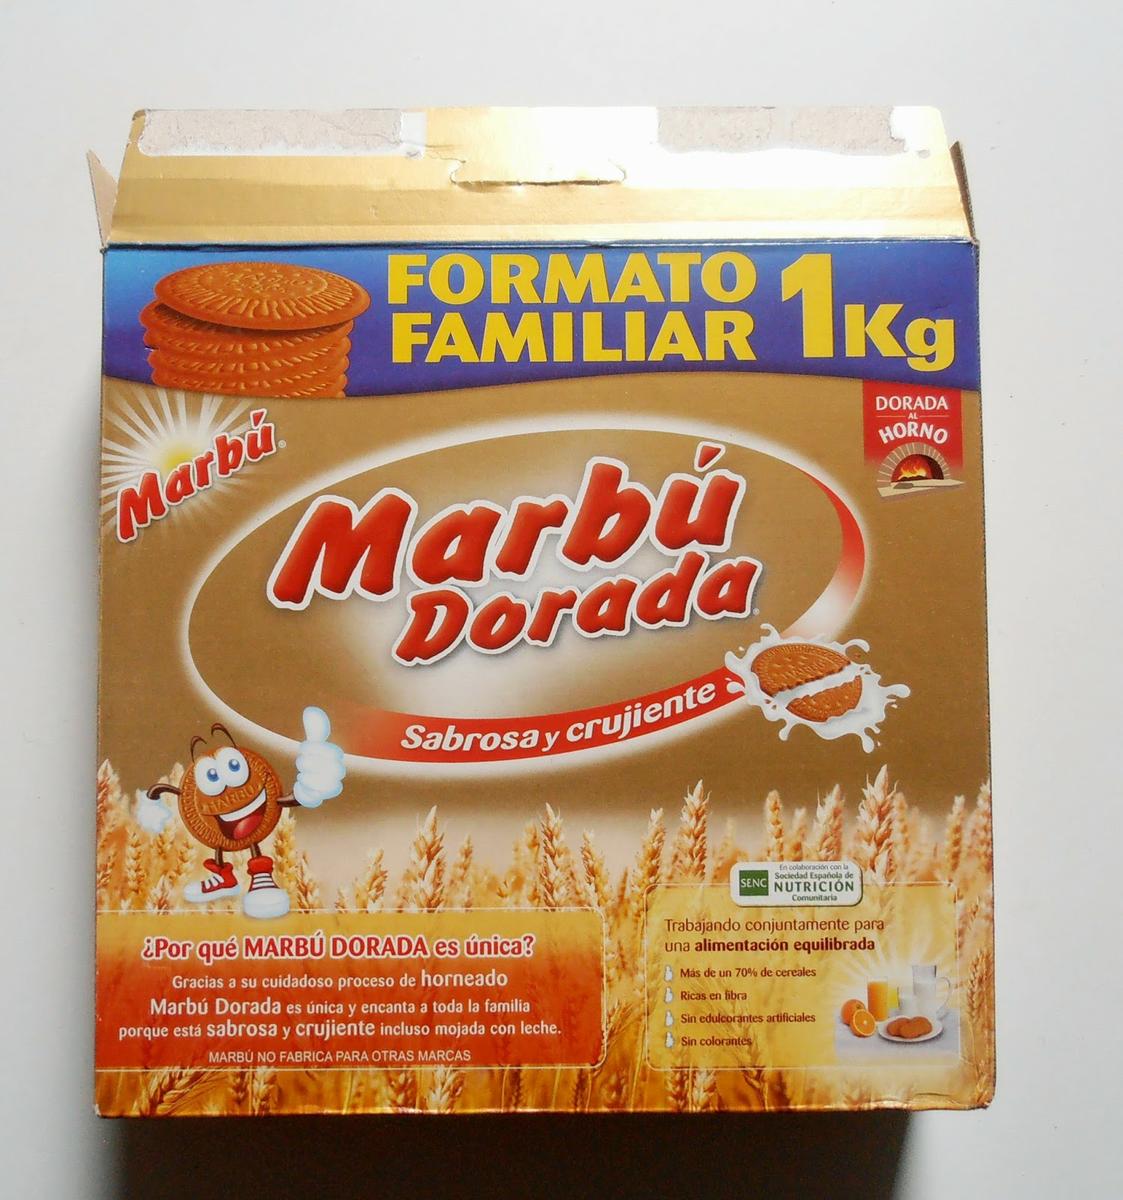 FORMATO
FAMILIAR
1Kg
DORADA
AL
HORNO
Marbú
Marbú
Dorada
Sabrosa y crujiente
MARBÚ
En colaboración con la
SENC
Sociedad Española de
NUTRICIÓN
Comunitaria
¿Por qué MARBÚ DORADA es única?
Gracias a su cuidadoso proceso de horneado
Marbú Dorada es única y encanta a toda la familia
porque está sabrosa y crujiente incluso mojada con leche.
MARBÚ NO FABRICA PARA OTRAS MARCAS
Trabajando conjuntamente para
una alimentación equilibrada
Más de un 70% de cereales
Ricas en fibra
Sin edulcorantes artificiales
Sin colorantes